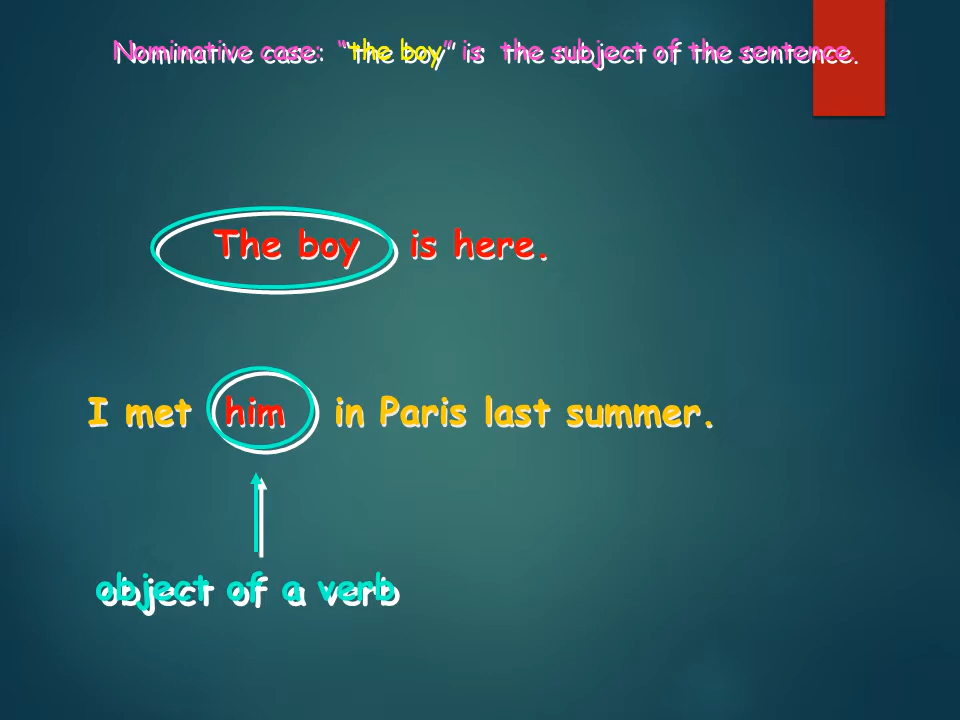 Nominative case: “the boy” is the subject of the sentence.
The boy is here.
I met him in Paris last summer.
object of a verb